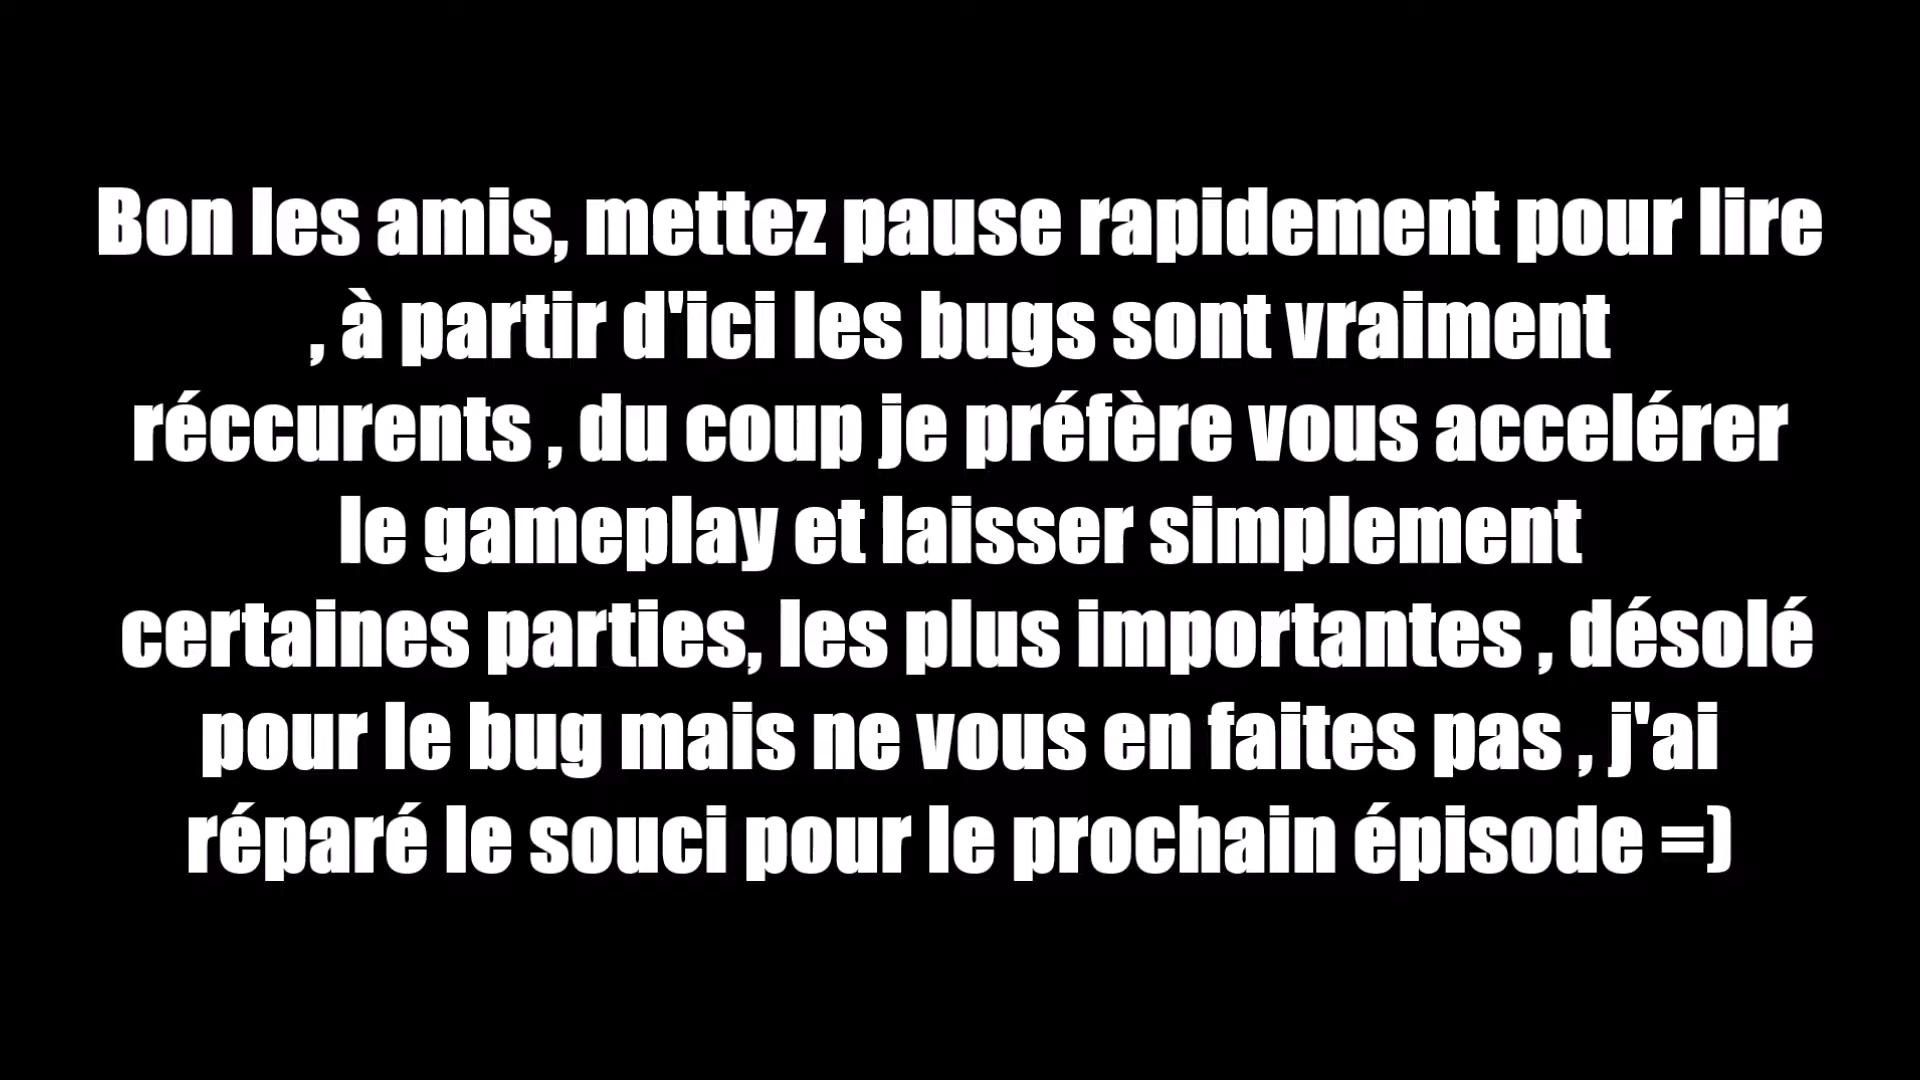 Bon les amis, mettez pause rapidement pour lire
, à partir d'ici les bugs sont vraiment
réccurents , du coup je préfère vous accelérer
le gameplay et laisser simplement
certaines parties, les plus importantes , désolé
pour le bug mais ne vous en faites pas , j'ai
réparé le souci pour le prochain épisode =)